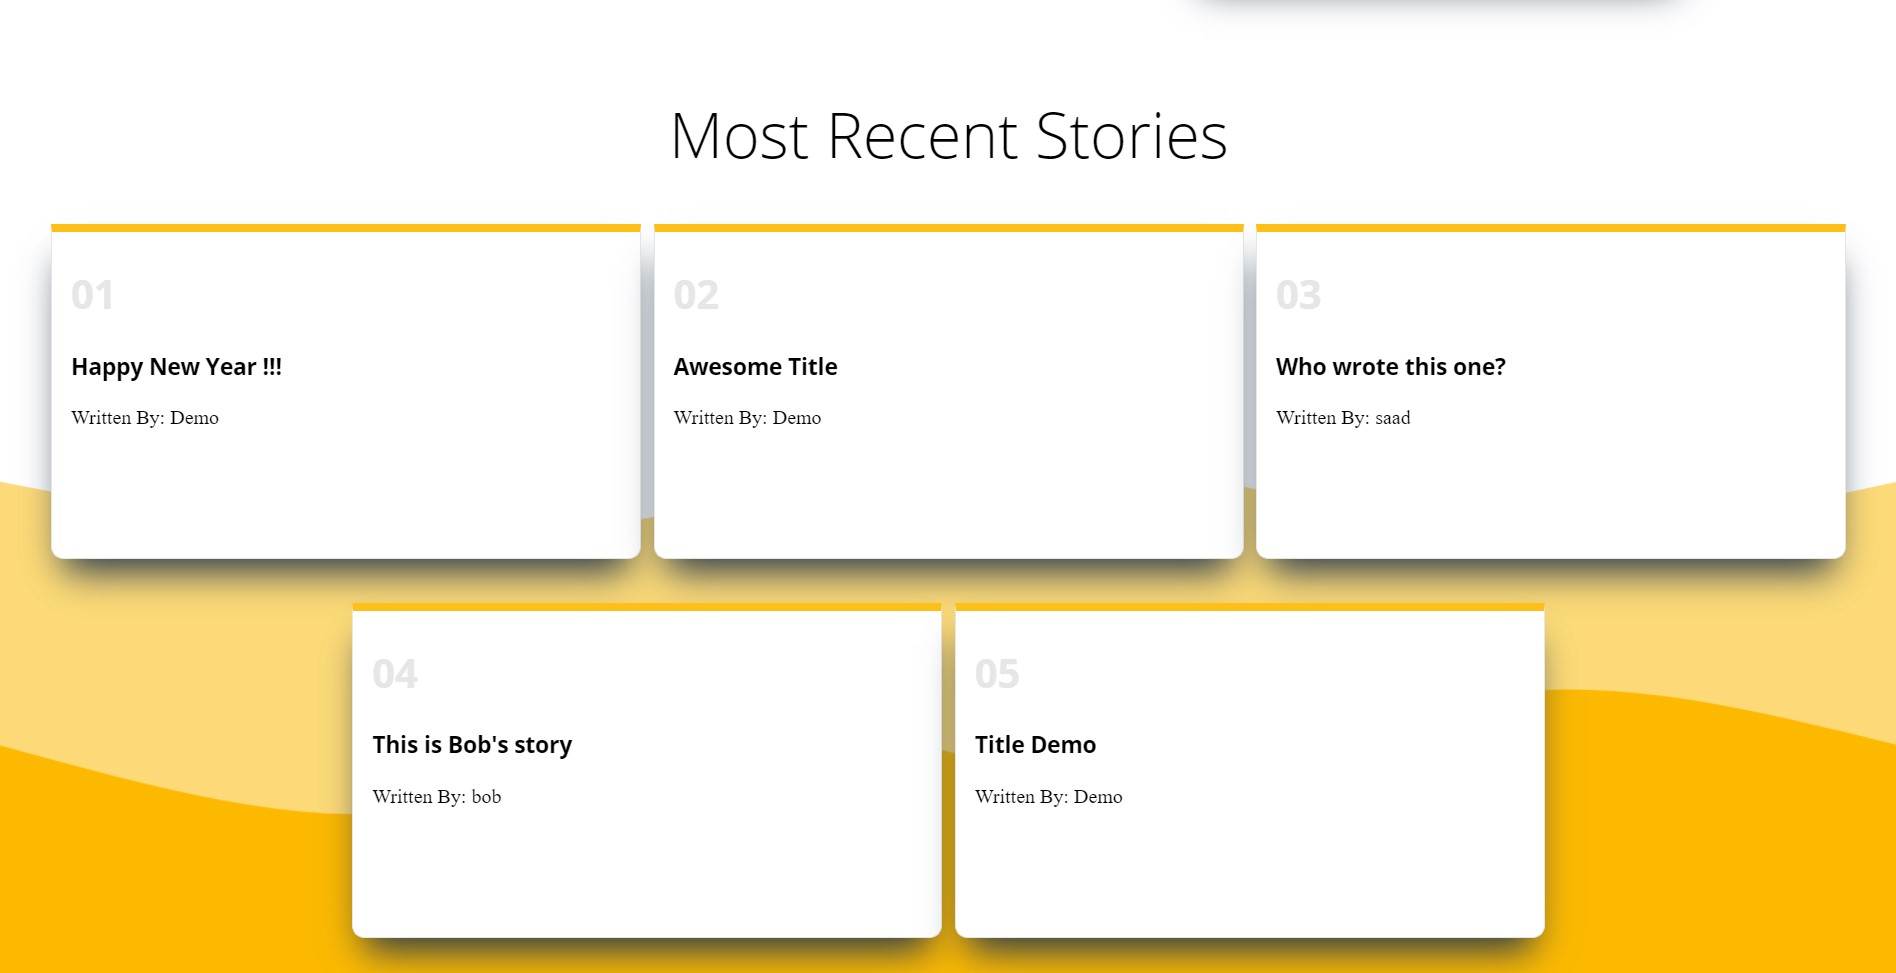 Most Recent Stories
01
Happy New Year !!!
Written By: Demo
02
Awesome Title
Written By: Demo
03
Who wrote this one?
Written By: saad
04
This is Bob's story
Written By: bob
05
Title Demo
Written By: Demo